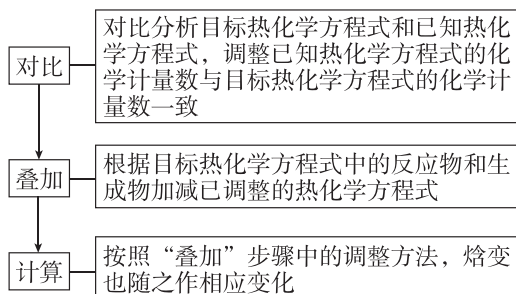 对比
对比分析目标热化学方程式和已知热化
学方程式，调整已知热化学方程式的化
学计量数与目标热化学方程式的化学计
量数一致
叠加
根据目标热化学方程式中的反应物和生
成物加减已调整的热化学方程式
计算
按照“叠加”步骤中的调整方法，焓变
也随之作相应变化